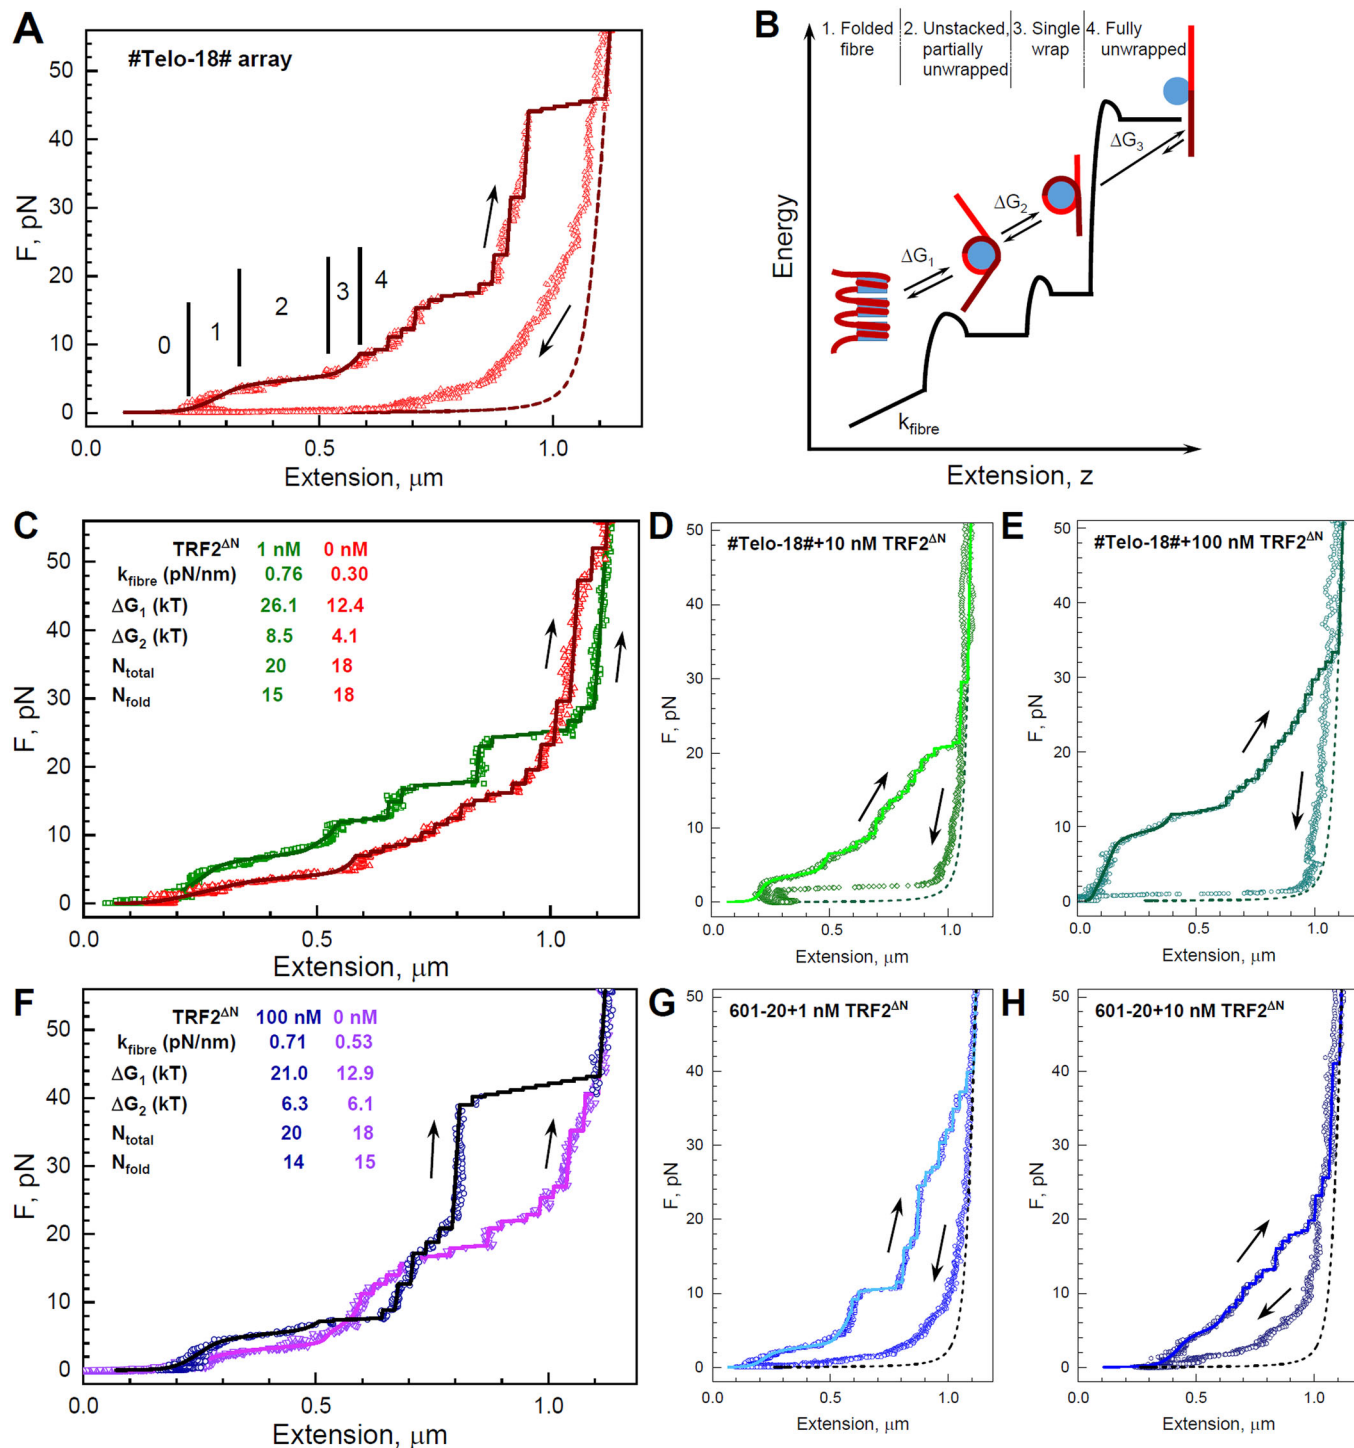 A
#Telo-18# array
50
40
30
20
10
0
F, pN
0
1
2
3
4
0.0
0.5
1.0
Extension, μm
B
1. Folded fibre
2. Unstacked, partially unwrapped
3. Single wrap
4. Fully unwrapped
ΔG1
ΔG2
ΔG3
kfibre
Energy
Extension, z
C
TRF2ΔN 1 nM 0 nM
kfibre (pN/nm) 0.76 0.30
ΔG1 (kT) 26.1 12.4
ΔG2 (kT) 8.5 4.1
Ntotal 20 18
Nfold 15 18
50
40
30
20
10
0
F, pN
0.0
0.5
1.0
Extension, μm
D
#Telo-18#+10 nM TRF2ΔN
50
40
30
20
10
0
F, pN
0.0
0.5
1.0
Extension, μm
E
#Telo-18#+100 nM TRF2ΔN
50
40
30
20
10
0
F, pN
0.0
0.5
1.0
Extension, μm
F
TRF2ΔN 100 nM 0 nM
kfibre (pN/nm) 0.71 0.53
ΔG1 (kT) 21.0 12.9
ΔG2 (kT) 6.3 6.1
Ntotal 20 18
Nfold 14 15
50
40
30
20
10
0
F, pN
0.0
0.5
1.0
Extension, μm
G
601-20+1 nM TRF2ΔN
50
40
30
20
10
0
F, pN
0.0
0.5
1.0
Extension, μm
H
601-20+10 nM TRF2ΔN
50
40
30
20
10
0
F, pN
0.0
0.5
1.0
Extension, μm